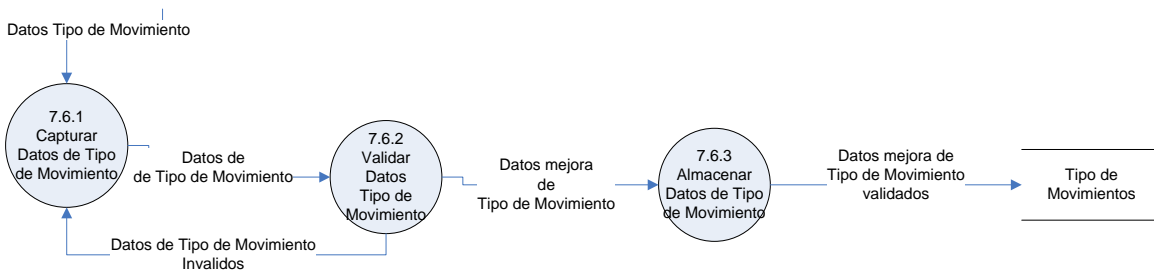 Datos Tipo de Movimiento
7.6.1
Capturar
Datos de Tipo
de Movimiento
Datos de
de Tipo de Movimiento
7.6.2
Validar
Datos
Tipo de
Movimiento
Datos mejora
de
Tipo de Movimiento
7.6.3
Almacenar
Datos de Tipo
de Movimiento
Datos mejora de
Tipo de Movimiento
validados
Tipo de
Movimientos
Datos de Tipo de Movimiento
Invalidos